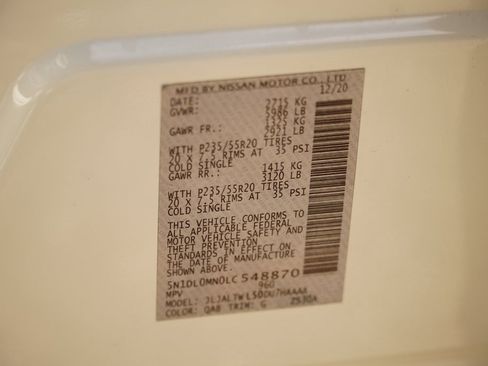 MFD BY NISSAN MOTOR CO., LTD
DATE: 12/20
GVWR: 2715 KG
5986 LB
GAWR FR.: 1325 KG
2921 LB
WITH P235/55R20 TIRES
20 X 7.5 RIMS AT 35 PSI
COLD SINGLE
GAWR RR.: 1415 KG
3120 LB
WITH P235/55R20 TIRES
20 X 7.5 RIMS AT 35 PSI
COLD SINGLE
THIS VEHICLE CONFORMS TO
ALL APPLICABLE FEDERAL
MOTOR VEHICLE SAFETY AND
THEFT PREVENTION
STANDARDS IN EFFECT ON
THE DATE OF MANUFACTURE
SHOWN ABOVE.
5N1DL0MN0LC548870
MPV 960
MODEL:
COLOR: QAB TRIM: G